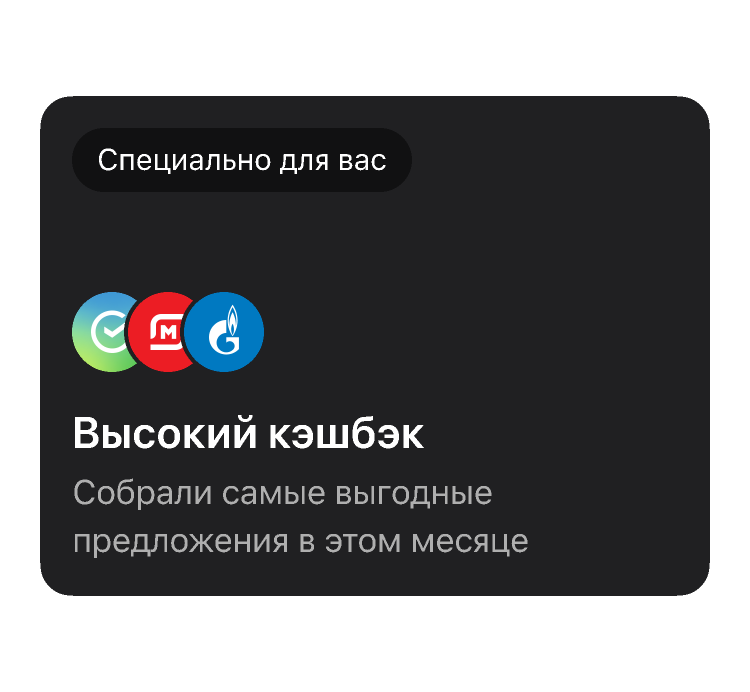 Специально для вас
М
Высокий кэшбэк
Собрали самые выгодные
предложения в этом месяце